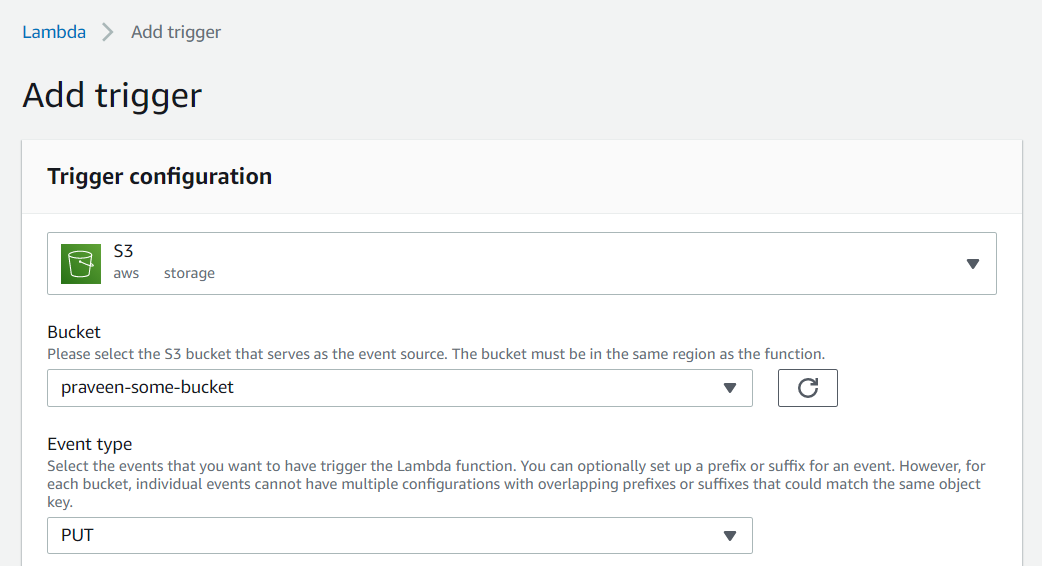 Lambda > Add trigger
Add trigger
Trigger configuration
S3
aws storage
Bucket
Please select the S3 bucket that serves as the event source. The bucket must be in the same region as the function.
praveen-some-bucket
Event type
Select the events that you want to have trigger the Lambda function. You can optionally set up a prefix or suffix for an event. However, for
each bucket, individual events cannot have multiple configurations with overlapping prefixes or suffixes that could match the same object
key.
PUT